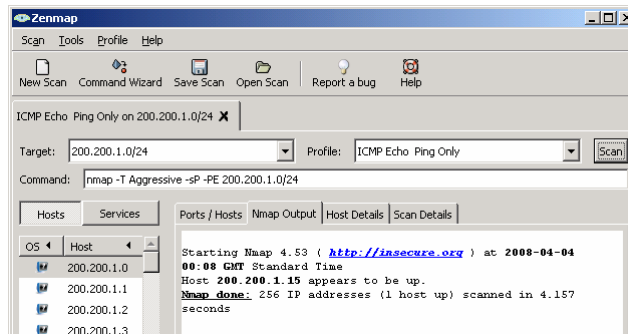 Zenmap
Scan Tools Profile Help
New Scan Command Wizard Save Scan Open Scan Report a bug Help
ICMP Echo Ping Only on 200.200.1.0/24 X
Target: 200.200.1.0/24 Profile: ICMP Echo Ping Only Scan
Command: nmap -T Aggressive -sP -PE 200.200.1.0/24
Hosts Services Ports / Hosts Nmap Output Host Details Scan Details
OS Host
200.200.1.0
200.200.1.1
200.200.1.2
200.200.1.3
Starting Nmap 4.53 ( http://insecure.org ) at 2008-04-04
00:08 GMT Standard Time
Host 200.200.1.15 appears to be up.
Nmap done: 256 IP addresses (1 host up) scanned in 4.157
seconds